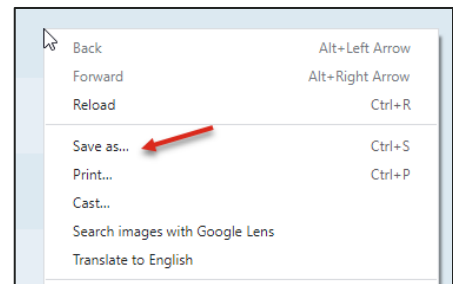 Back Alt+Left Arrow
Forward Alt+Right Arrow
Reload Ctrl+R
Save as... Ctrl+S
Print... Ctrl+P
Cast...
Search images with Google Lens
Translate to English